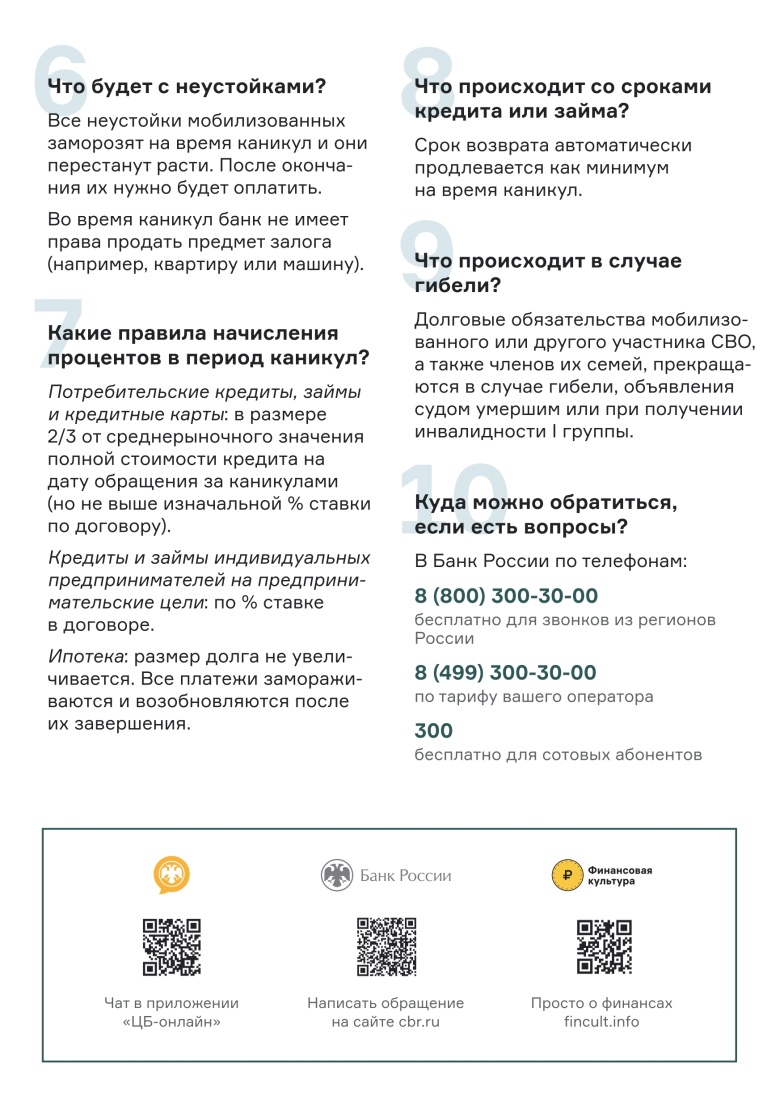 6
Что будет с неустойками?
Все неустойки мобилизованных
заморозят на время каникул и они
перестанут расти. После оконча-
ния их нужно будет оплатить.
Во время каникул банк не имеет
права продать предмет залога
(например, квартиру или машину).
7
Какие правила начисления
процентов в период каникул?
Потребительские кредиты, займы
и кредитные карты: в размере
2/3 от среднерыночного значения
полной стоимости кредита на
дату обращения за каникулами
(но не выше изначальной % ставки
по договору).
Кредиты и займы индивидуальных
предпринимателей на предприни-
мательские цели: по % ставке
в договоре.
Ипотека: размер долга не увели-
чивается. Все платежи заморажи-
ваются и возобновляются после
их завершения.
8
Что происходит со сроками
кредита или займа?
Срок возврата автоматически
продлевается как минимум
на время каникул.
9
Что происходит в случае
гибели?
Долговые обязательства мобилизо-
ванного или другого участника СВО,
а также членов их семей, прекраща-
ются в случае гибели, объявления
судом умершим или при получении
инвалидности I группы.
10
Куда можно обратиться,
если есть вопросы?
В Банк России по телефонам:
8 (800) 300-30-00
бесплатно для звонков из регионов
России
8 (499) 300-30-00
по тарифу вашего оператора
300
бесплатно для сотовых абонентов
Банк России
Финансовая
культура
Чат в приложении
«ЦБ-онлайн»
Написать обращение
на сайте cbr.ru
Просто о финансах
fincult.info